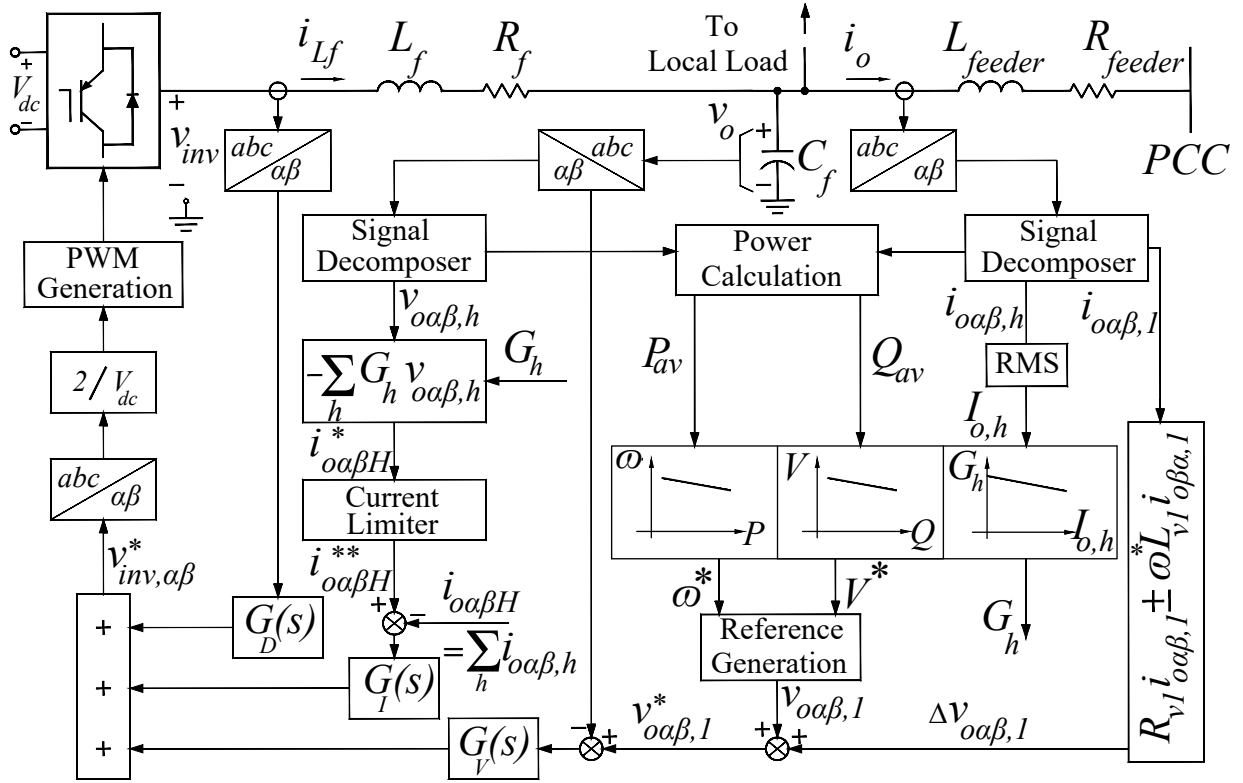 i_Lf
L_f
R_f
To
Local Load
i_o
L_feeder
R_feeder
+
V_dc
−
+
v_inv
−
abc
αβ
abc
αβ
v_o
+
−
C_f
abc
αβ
PCC
PWM
Generation
Signal
Decomposer
Power
Calculation
Signal
Decomposer
v_oαβ,h
i_oαβ,h
i_oαβ,1
2/V_dc
−∑_h G_h v_oαβ,h
G_h
P_av
Q_av
RMS
I_o,h
i*_oαβH
abc
αβ
Current
Limiter
ω
P
V
Q
G_h
I_o,h
R_v1 i_oαβ,1 ± ω* L_v1 i_oβα,1
v*_inv,αβ
i**_oαβH
ω*
V*
G_h
+
−
i_oαβH
=∑_h i_oαβ,h
+
G_D(s)
Reference
Generation
+
G_I(s)
v_oαβ,1
+
G_V(s)
−
+
v*_oαβ,1
+
+
Δv_oαβ,1